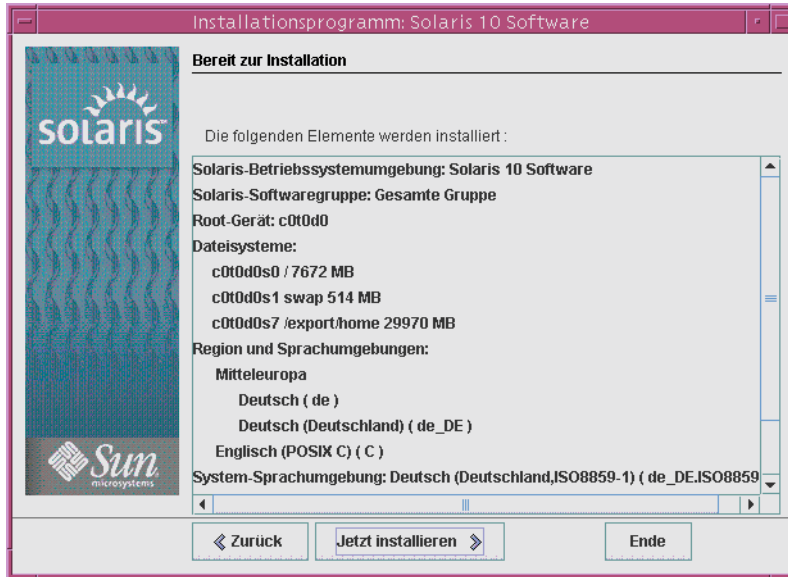 Installationsprogramm: Solaris 10 Software
Bereit zur Installation
solaris
Die folgenden Elemente werden installiert :
Solaris-Betriebssystemumgebung: Solaris 10 Software
Solaris-Softwaregruppe: Gesamte Gruppe
Root-Gerät: c0t0d0
Dateisysteme:
c0t0d0s0 / 7672 MB
c0t0d0s1 swap 514 MB
c0t0d0s7 /export/home 29970 MB
Region und Sprachumgebungen:
Mitteleuropa
Deutsch ( de )
Deutsch (Deutschland) ( de_DE )
Englisch (POSIX C) ( C )
System-Sprachumgebung: Deutsch (Deutschland,ISO8859-1) ( de_DE.ISO8859
Sun
microsystems
Zurück
Jetzt installieren
Ende